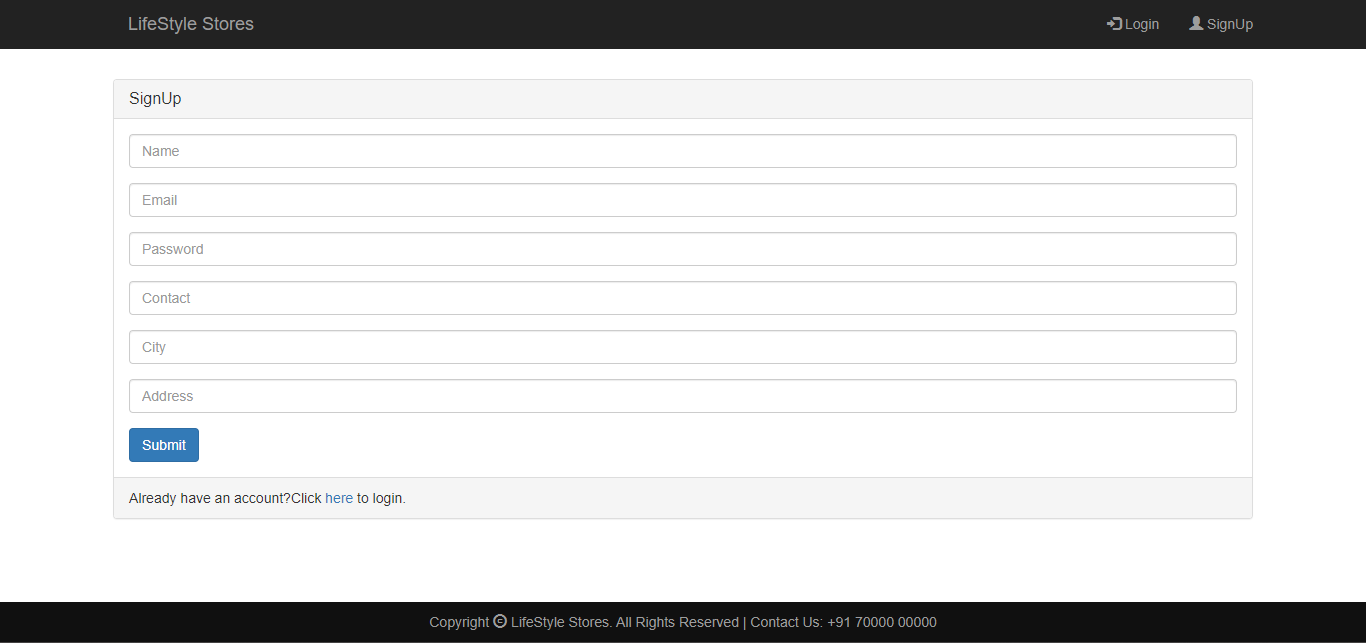 LifeStyle Stores Login SignUp
SignUp
Name
Email
Password
Contact
City
Address
Submit
Already have an account?Click here to login.
Copyright © LifeStyle Stores. All Rights Reserved | Contact Us: +91 70000 00000